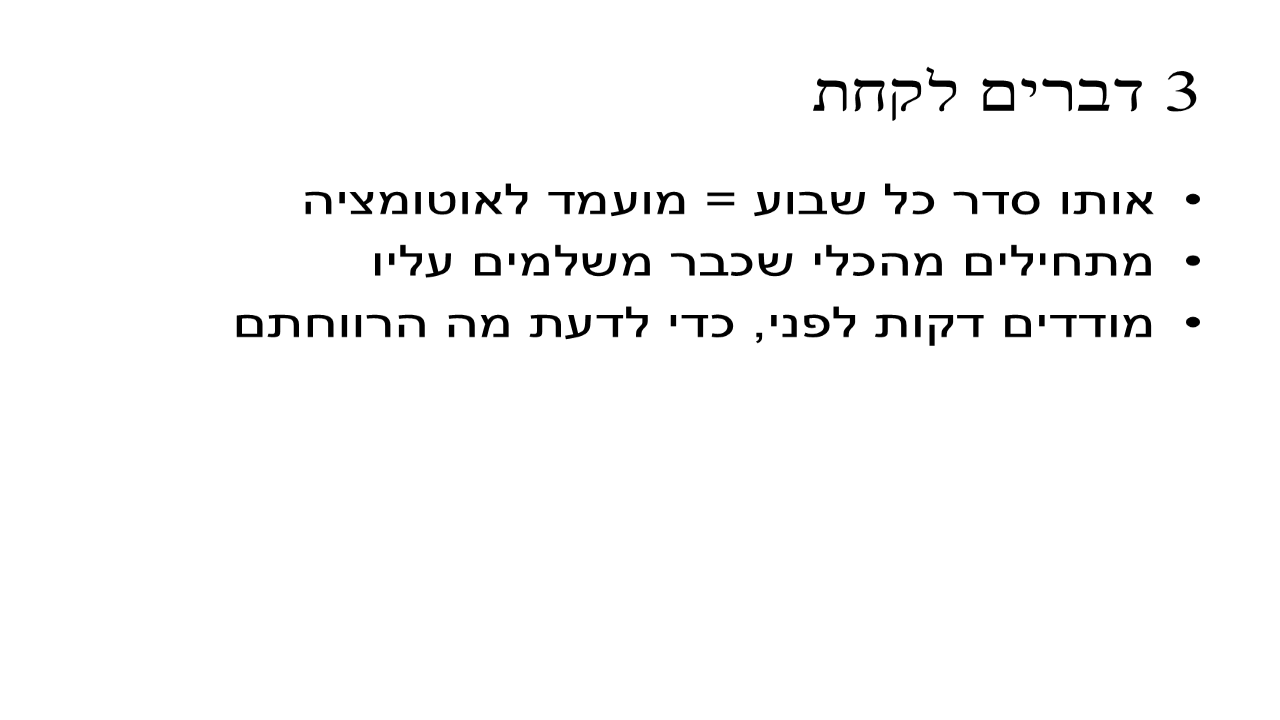 3 דברים לקחת
• אותו סדר כל שבוע = מועמד לאוטומציה
• מתחילים מהכלי שכבר משלמים עליו
• מודדים דקות לפני, כדי לדעת מה הרווחתם